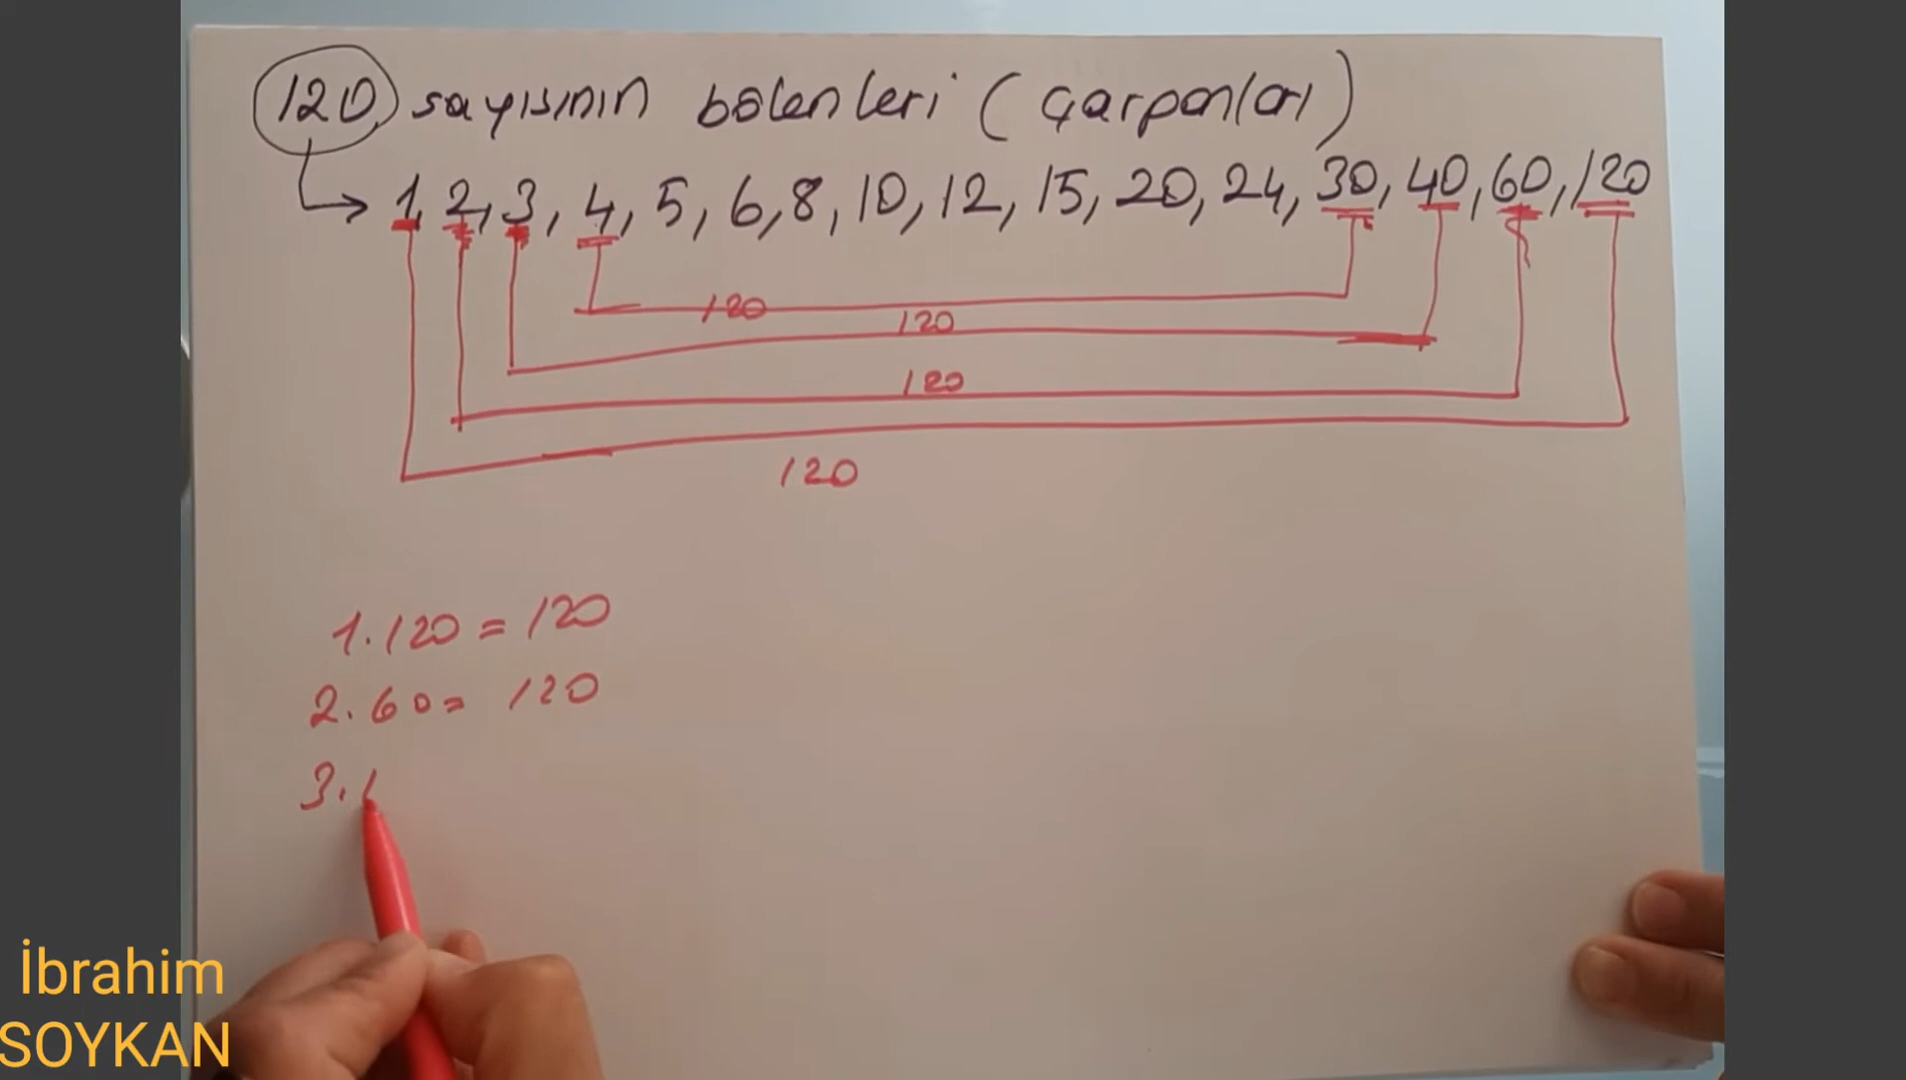 120 sayısının bölenleri (çarpanları)
1, 2, 3, 4, 5, 6, 8, 10, 12, 15, 20, 24, 30, 40, 60, 120
120
120
120
120
1.120 = 120
2.60 = 120
3.
İbrahim
SOYKAN